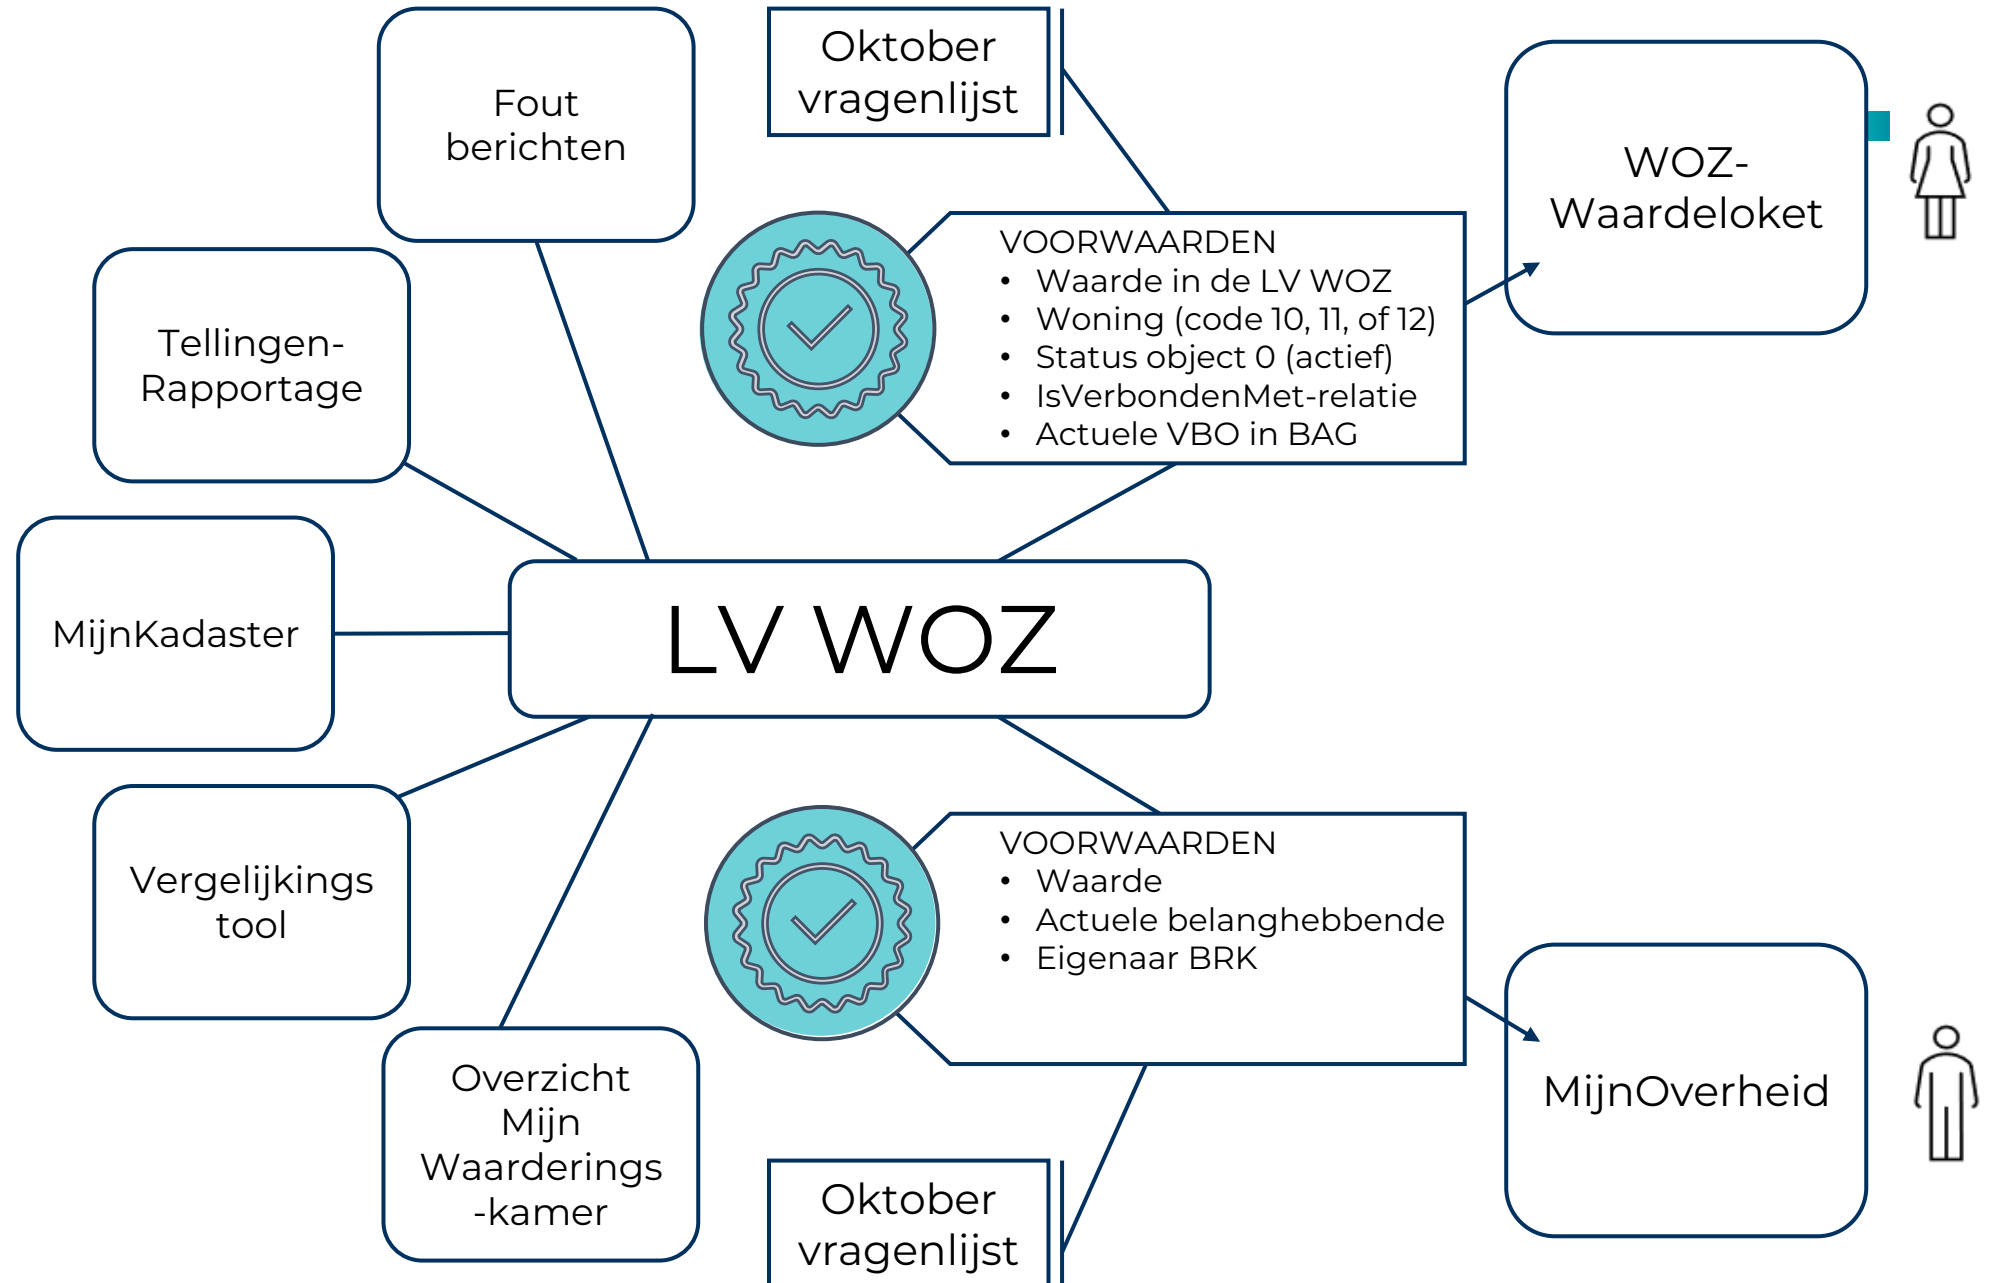 Fout
berichten
Oktober
vragenlijst
WOZ-
Waardeloket
VOORWAARDEN
• Waarde in de LV WOZ
• Woning (code 10, 11, of 12)
• Status object 0 (actief)
• IsVerbondenMet-relatie
• Actuele VBO in BAG
Tellingen-
Rapportage
MijnKadaster
LV WOZ
Vergelijkings
tool
VOORWAARDEN
• Waarde
• Actuele belanghebbende
• Eigenaar BRK
Overzicht
Mijn
Waarderings
-kamer
MijnOverheid
Oktober
vragenlijst